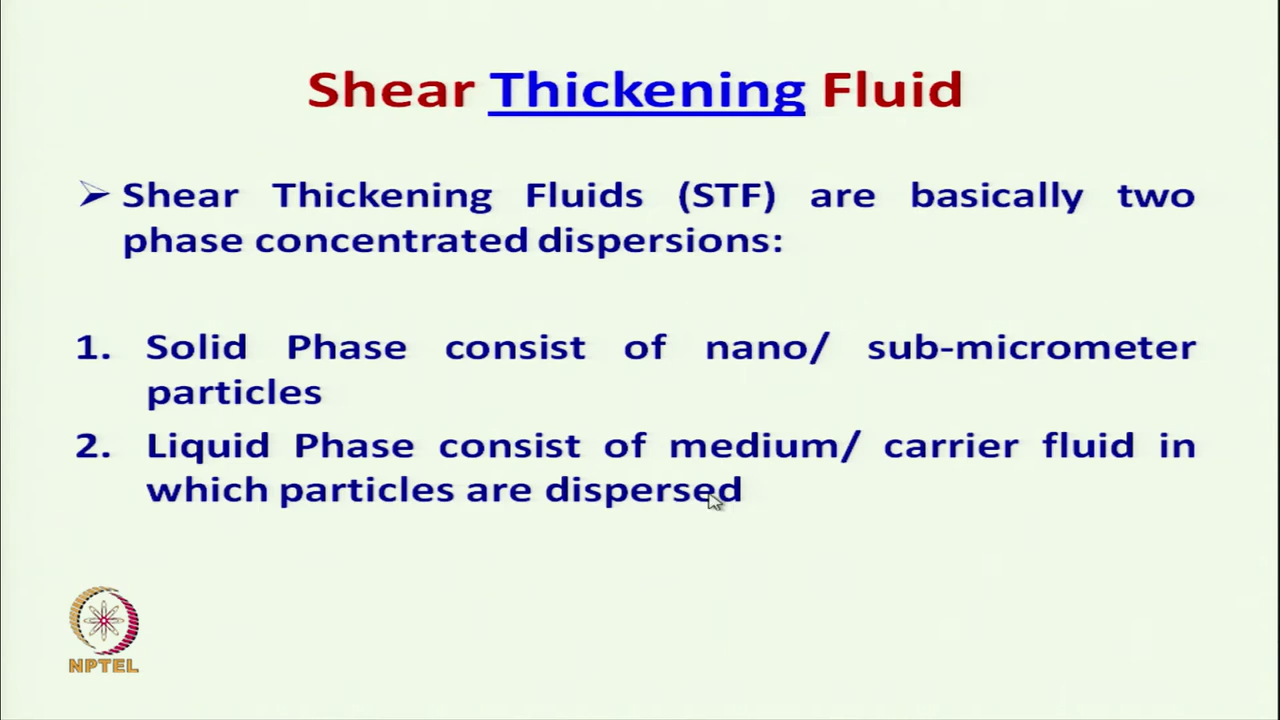 Shear Thickening Fluid
➢ Shear Thickening Fluids (STF) are basically two
phase concentrated dispersions:
1. Solid Phase consist of nano/ sub-micrometer
particles
2. Liquid Phase consist of medium/ carrier fluid in
which particles are dispersed
NPTEL